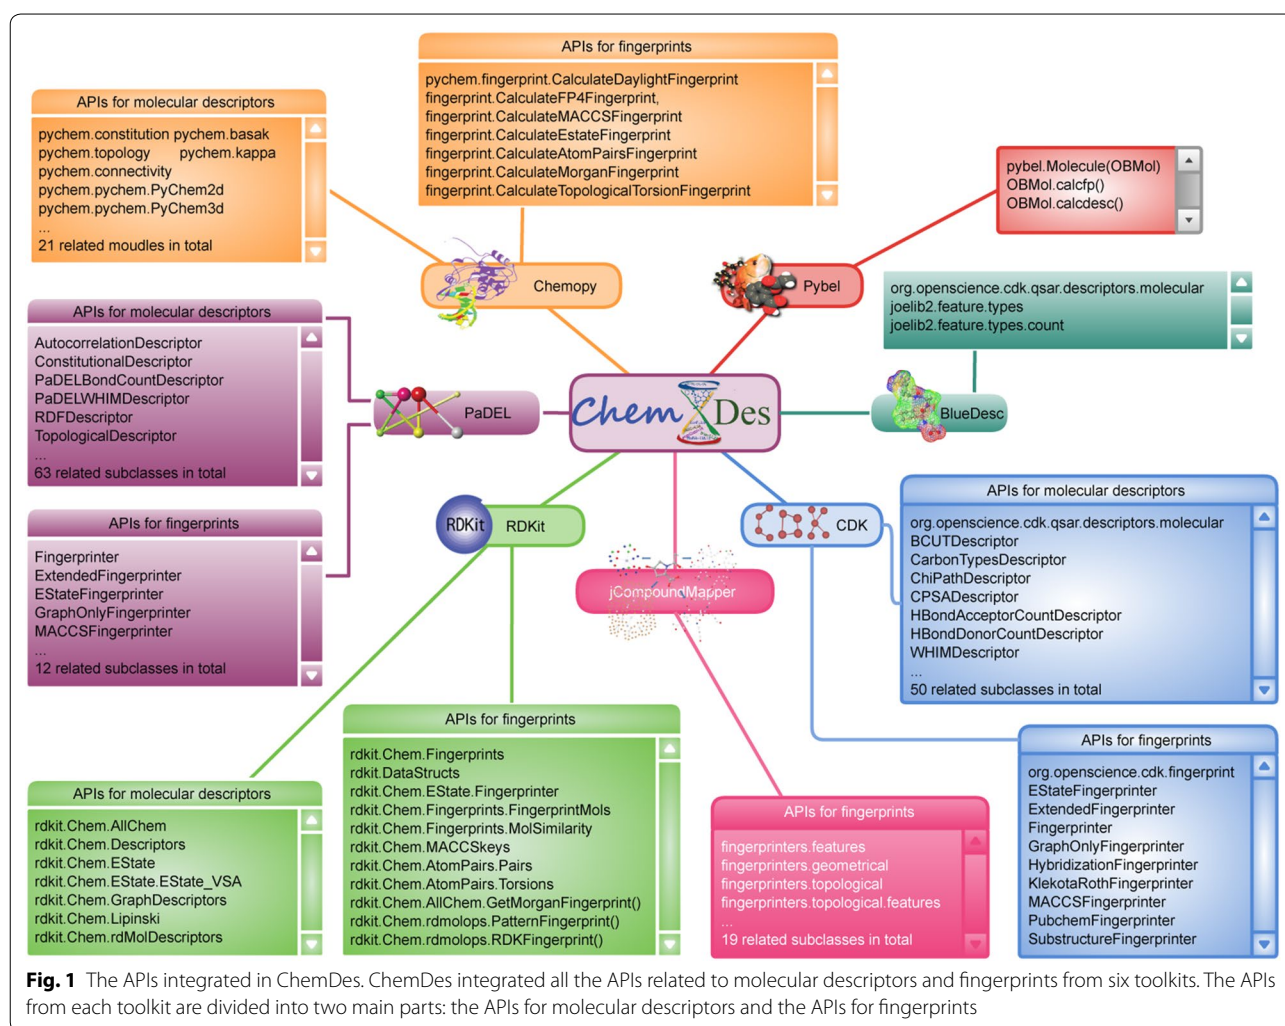 APIs for fingerprints
pychem.fingerprint.CalculateDaylightFingerprint
fingerprint.CalculateFP4Fingerprint,
fingerprint.CalculateMACCSFingerprint
fingerprint.CalculateEstateFingerprint
fingerprint.CalculateAtomPairsFingerprint
fingerprint.CalculateMorganFingerprint
fingerprint.CalculateTopologicalTorsionFingerprint
APIs for molecular descriptors
pychem.constitution pychem.basak
pychem.topology pychem.kappa
pychem.connectivity
pychem.pychem.PyChem2d
pychem.pychem.PyChem3d
...
21 related moudles in total
pybel.Molecule(OBMol)
OBMol.calcfp()
OBMol.calcdesc()
Chemopy
Pybel
org.openscience.cdk.qsar.descriptors.molecular
joelib2.feature.types
joelib2.feature.types.count
APIs for molecular descriptors
AutocorrelationDescriptor
ConstitutionalDescriptor
PaDELBondCountDescriptor
PaDELWHIMDescriptor
RDFDescriptor
TopologicalDescriptor
...
63 related subclasses in total
PaDEL
Chem Des
BlueDesc
APIs for fingerprints
Fingerprinter
ExtendedFingerprinter
EStateFingerprinter
GraphOnlyFingerprinter
MACCSFingerprinter
...
12 related subclasses in total
RDKit
RDKit
CDK
jCompoundMapper
APIs for molecular descriptors
org.openscience.cdk.qsar.descriptors.molecular
BCUTDescriptor
CarbonTypesDescriptor
ChiPathDescriptor
CPSADescriptor
HBondAcceptorCountDescriptor
HBondDonorCountDescriptor
WHIMDescriptor
...
50 related subclasses in total
APIs for molecular descriptors
rdkit.Chem.AllChem
rdkit.Chem.Descriptors
rdkit.Chem.EState
rdkit.Chem.EState.EState_VSA
rdkit.Chem.GraphDescriptors
rdkit.Chem.Lipinski
rdkit.Chem.rdMolDescriptors
APIs for fingerprints
rdkit.Chem.Fingerprints
rdkit.DataStructs
rdkit.Chem.EState.Fingerprinter
rdkit.Chem.Fingerprints.FingerprintMols
rdkit.Chem.Fingerprints.MolSimilarity
rdkit.Chem.MACCSkeys
rdkit.Chem.AtomPairs.Pairs
rdkit.Chem.AtomPairs.Torsions
rdkit.Chem.AllChem.GetMorganFingerprint()
rdkit.Chem.rdmolops.PatternFingerprint()
rdkit.Chem.rdmolops.RDKFingerprint()
APIs for fingerprints
fingerprinters.features
fingerprinters.geometrical
fingerprinters.topological
fingerprinters.topological.features
...
19 related subclasses in total
APIs for fingerprints
org.openscience.cdk.fingerprint
EStateFingerprinter
ExtendedFingerprinter
Fingerprinter
GraphOnlyFingerprinter
HybridizationFingerprinter
KlekotaRothFingerprinter
MACCSFingerprinter
PubchemFingerprinter
SubstructureFingerprinter
Fig. 1 The APIs integrated in ChemDes. ChemDes integrated all the APIs related to molecular descriptors and fingerprints from six toolkits. The APIs
from each toolkit are divided into two main parts: the APIs for molecular descriptors and the APIs for fingerprints